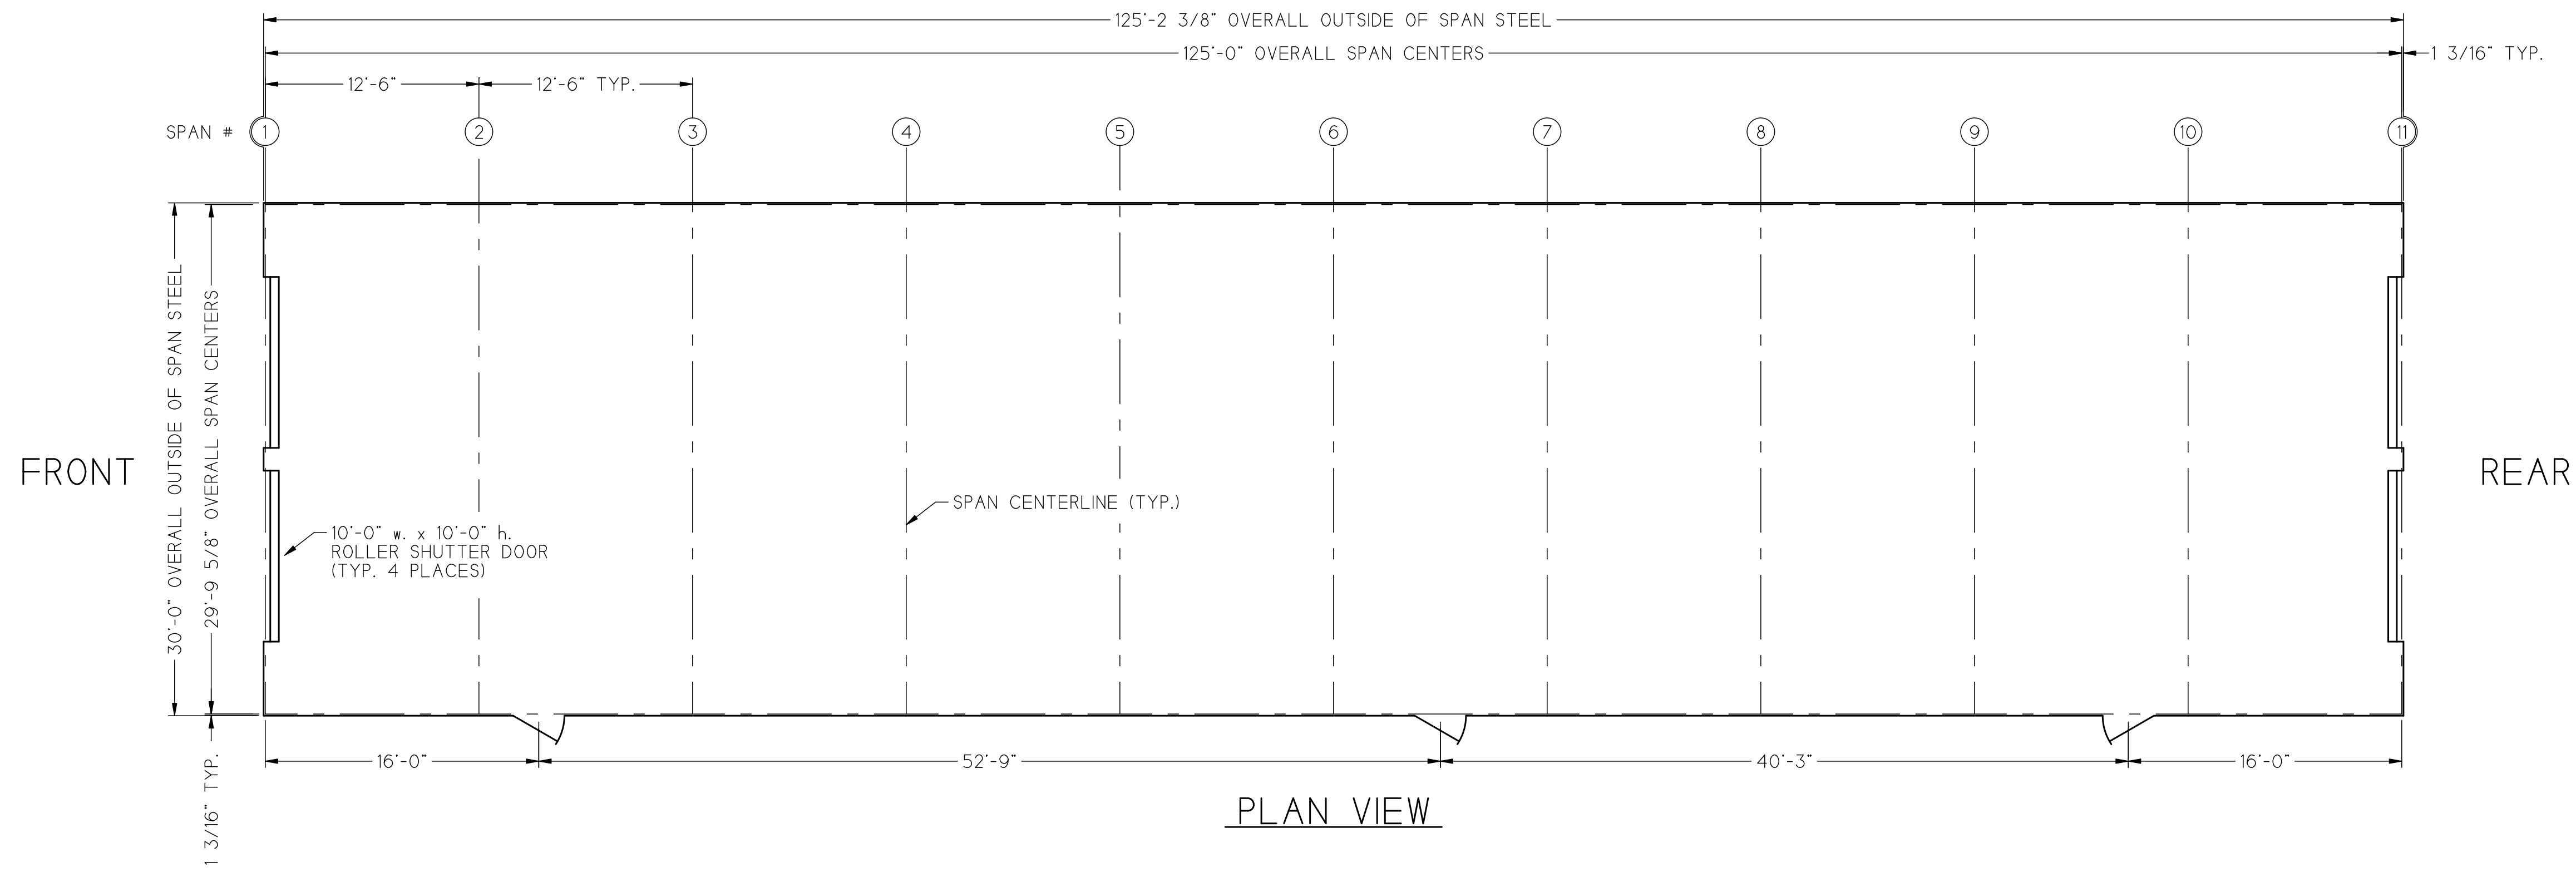 125'-2 3/8" OVERALL OUTSIDE OF SPAN STEEL
125'-0" OVERALL SPAN CENTERS
1 3/16" TYP.
12'-6"
12'-6" TYP.
SPAN #
1
2
3
4
5
6
7
8
9
10
11
30'-0" OVERALL OUTSIDE OF SPAN STEEL
29'-9 5/8" OVERALL SPAN CENTERS
FRONT
REAR
SPAN CENTERLINE (TYP.)
10'-0" w. x 10'-0" h.
ROLLER SHUTTER DOOR
(TYP. 4 PLACES)
1 3/16" TYP.
16'-0"
52'-9"
40'-3"
16'-0"
PLAN VIEW